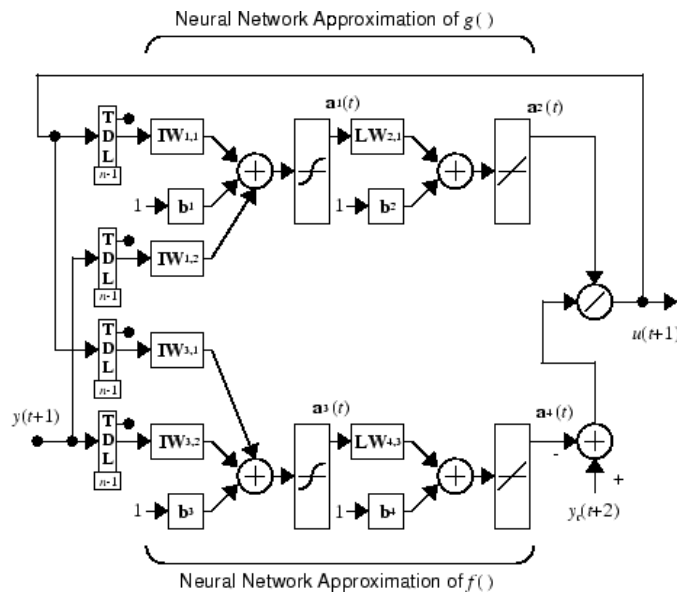 Neural Network Approximation of g( )
a¹(t) a²(t)
T D L n-1 IW1,1 LW2,1
1 b¹ 1 b²
T D L n-1 IW1,2
u(t+1)
T D L n-1 IW3,1
y(t+1) a³(t) a⁴(t)
T D L n-1 IW3,2 LW4,3
- +
1 b³ 1 b⁴ yr(t+2)
Neural Network Approximation of f( )